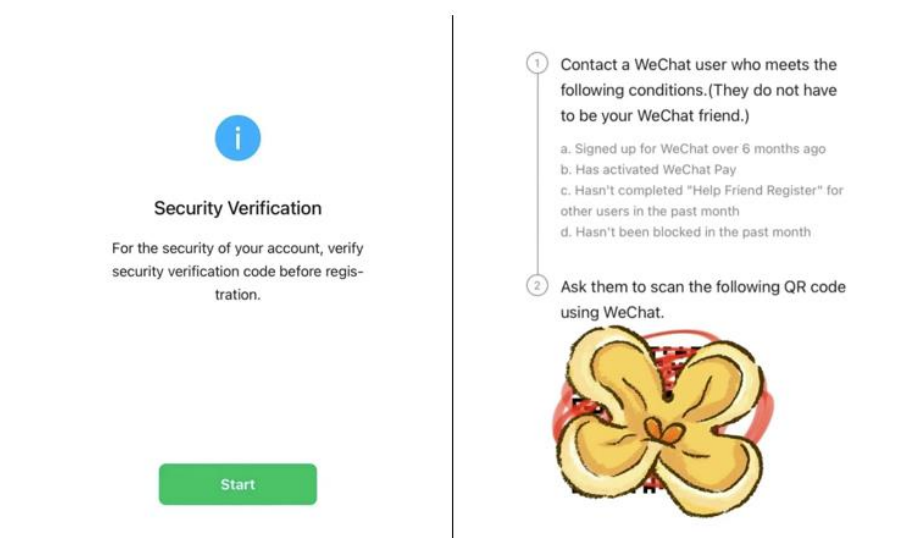 i
Security Verification
For the security of your account, verify
security verification code before regis-
tration.
Start
1
Contact a WeChat user who meets the
following conditions.(They do not have
to be your WeChat friend.)
a. Signed up for WeChat over 6 months ago
b. Has activated WeChat Pay
c. Hasn't completed "Help Friend Register" for
other users in the past month
d. Hasn't been blocked in the past month
2
Ask them to scan the following QR code
using WeChat.